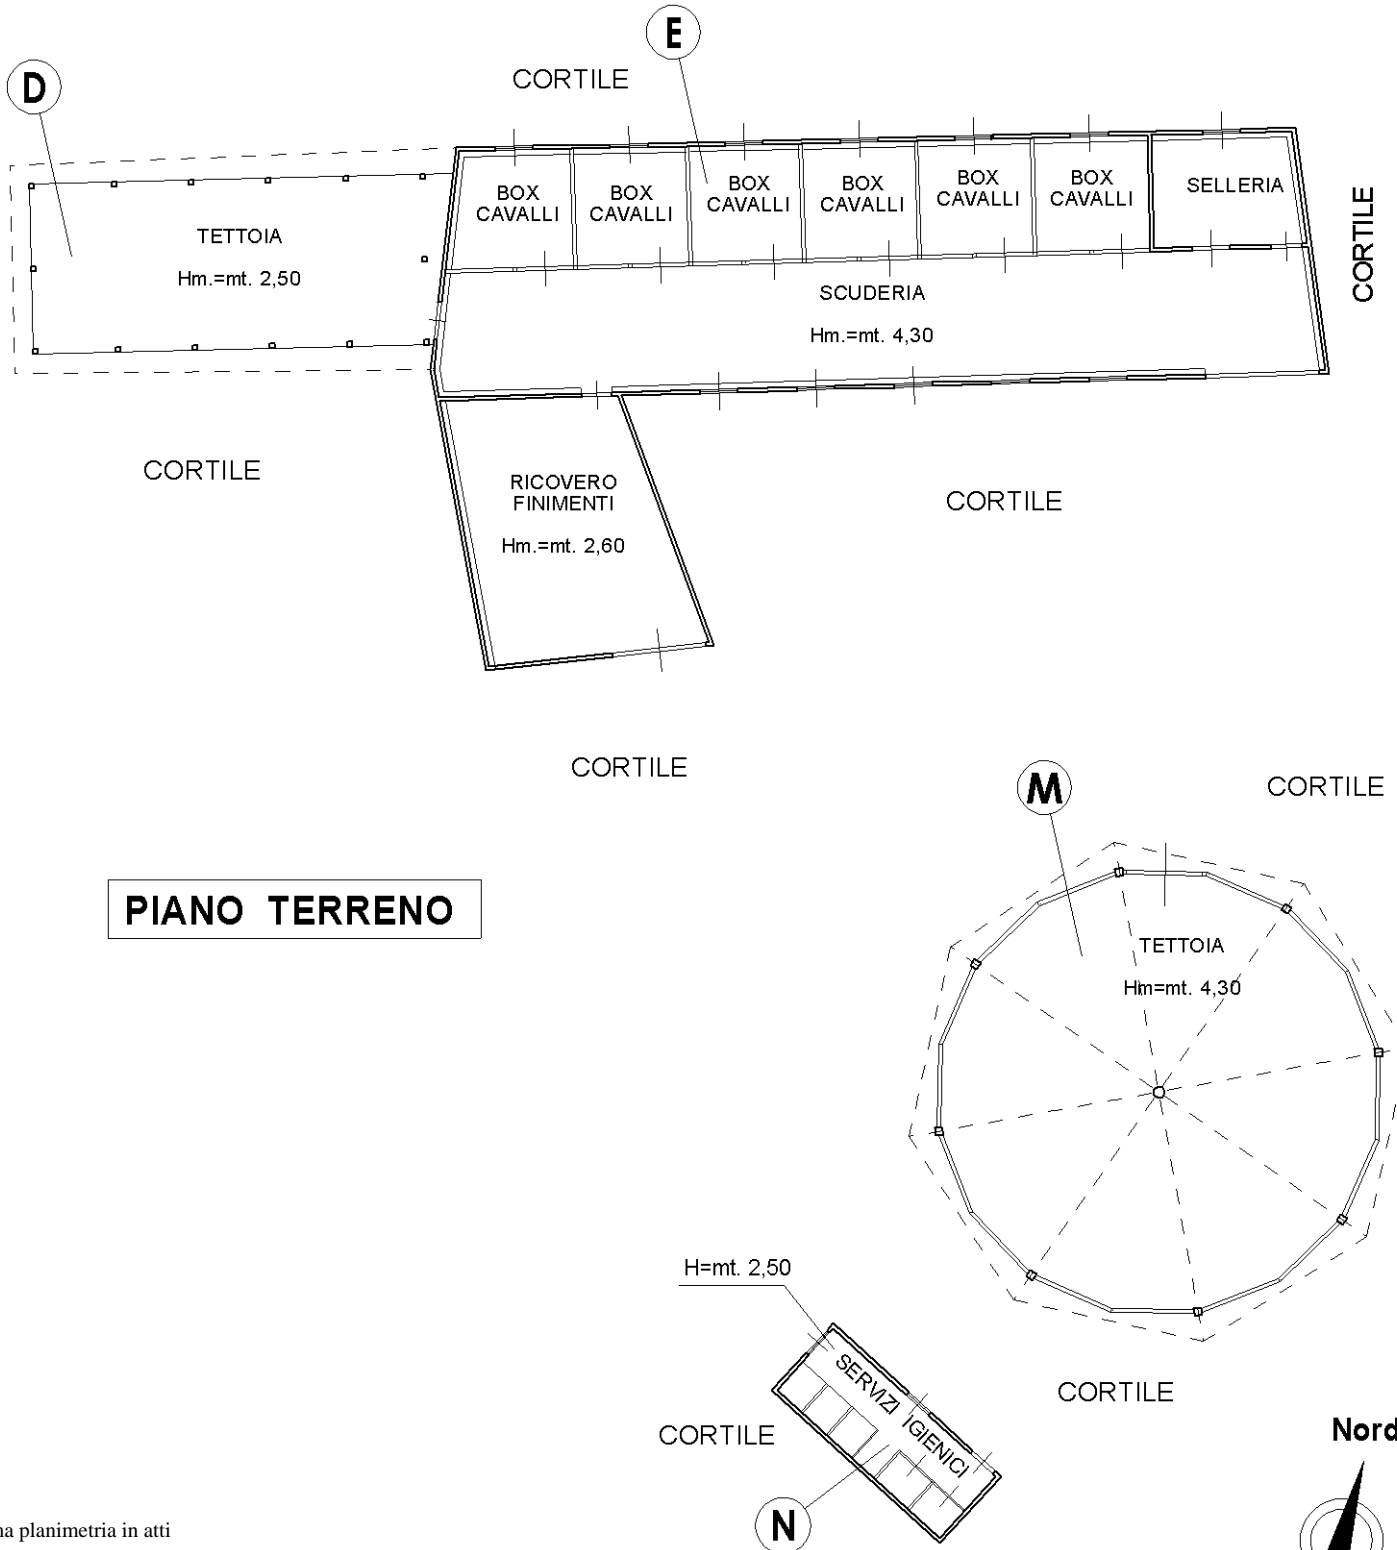 E
D
CORTILE
BOX
CAVALLI
BOX
CAVALLI
BOX
CAVALLI
BOX
CAVALLI
BOX
CAVALLI
BOX
CAVALLI
SELLERIA
CORTILE
TETTOIA
Hm.=mt. 2,50
SCUDERIA
Hm.=mt. 4,30
CORTILE
RICOVERO
FINIMENTI
Hm.=mt. 2,60
CORTILE
CORTILE
M
CORTILE
PIANO TERRENO
TETTOIA
Hm=mt. 4,30
H=mt. 2,50
SERVIZI IGIENICI
CORTILE
CORTILE
Nord
N
na planimetria in atti